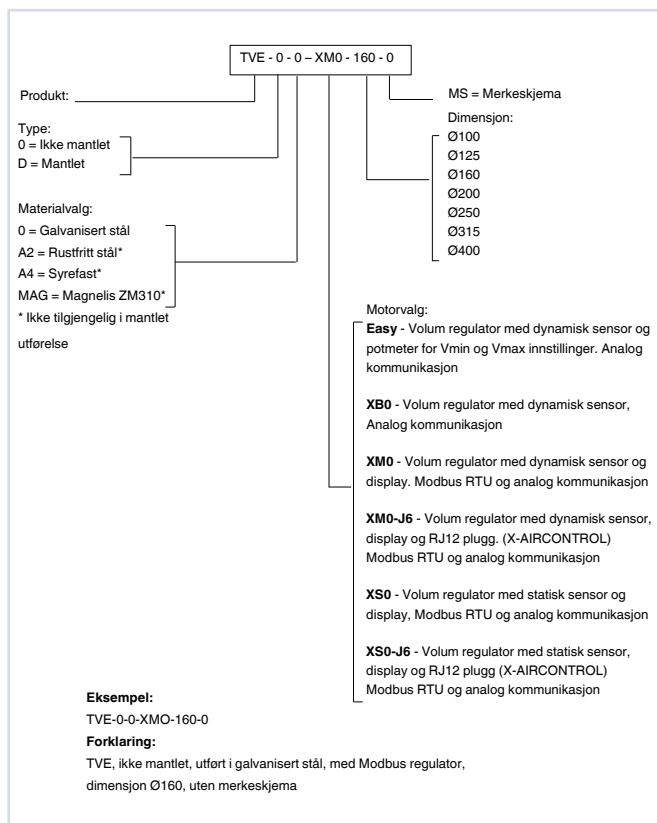 TVE - 0 - 0 – XM0 - 160 - 0
Produkt:
Type:
0 = Ikke mantlet
D = Mantlet
Materialvalg:
0 = Galvanisert stål
A2 = Rustfritt stål*
A4 = Syrefast*
MAG = Magnelis ZM310*
* Ikke tilgjengelig i mantlet
utførelse
MS = Merkeskjema
Dimensjon:
Ø100
Ø125
Ø160
Ø200
Ø250
Ø315
Ø400
Motorvalg:
Easy - Volum regulator med dynamisk sensor og
potmeter for Vmin og Vmax innstillinger. Analog
kommunikasjon
XB0 - Volum regulator med dynamisk sensor,
Analog kommunikasjon
XM0 - Volum regulator med dynamisk sensor og
display. Modbus RTU og analog kommunikasjon
XM0-J6 - Volum regulator med dynamisk sensor,
display og RJ12 plugg. (X-AIRCONTROL)
Modbus RTU og analog kommunikasjon
XS0 - Volum regulator med statisk sensor og
display, Modbus RTU og analog kommunikasjon
XS0-J6 - Volum regulator med statisk sensor,
display og RJ12 plugg (X-AIRCONTROL)
Modbus RTU og analog kommunikasjon
Eksempel:
TVE-0-0-XMO-160-0
Forklaring:
TVE, ikke mantlet, utført i galvanisert stål, med Modbus regulator,
dimensjon Ø160, uten merkeskjema